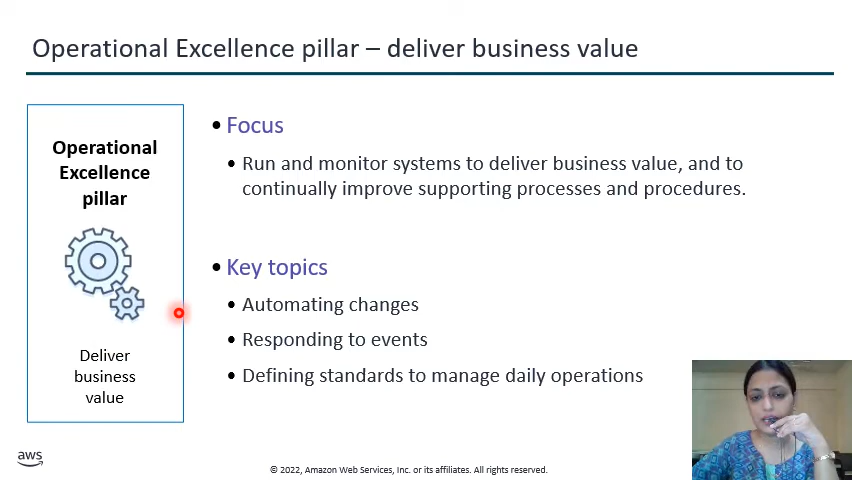 Operational Excellence pillar – deliver business value
Operational
Excellence
pillar
Deliver
business
value
• Focus
• Run and monitor systems to deliver business value, and to
continually improve supporting processes and procedures.
• Key topics
• Automating changes
• Responding to events
• Defining standards to manage daily operations
aws
© 2022, Amazon Web Services, Inc. or its affiliates. All rights reserved.